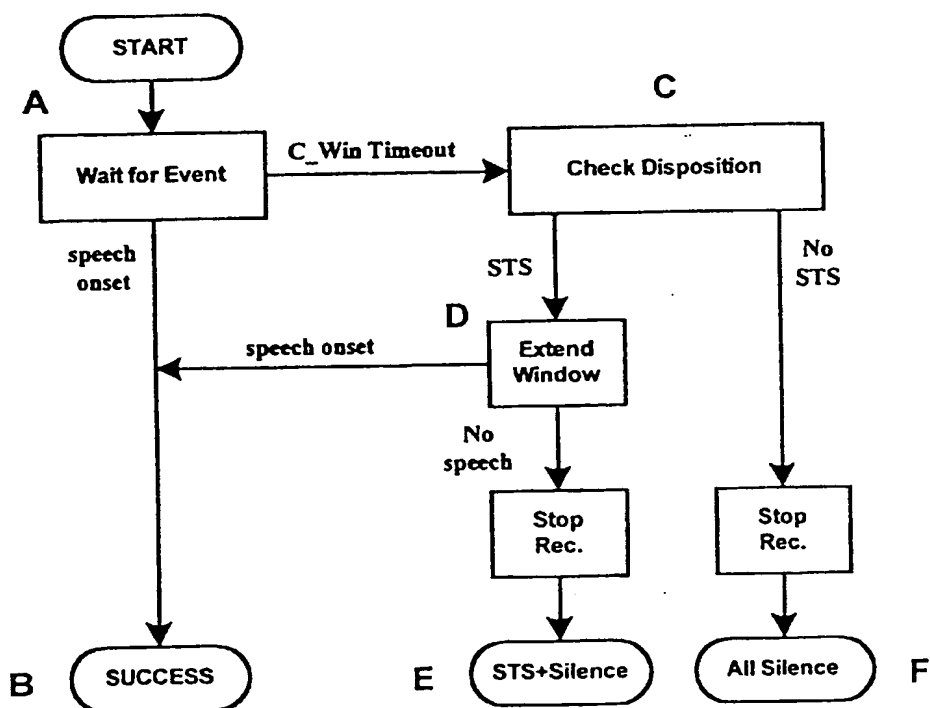 START
A
C
Wait for Event
C_Win Timeout
Check Disposition
speech
onset
STS
No
STS
D
speech onset
Extend
Window
No
speech
Stop
Rec.
Stop
Rec.
B
SUCCESS
E
STS+Silence
All Silence
F